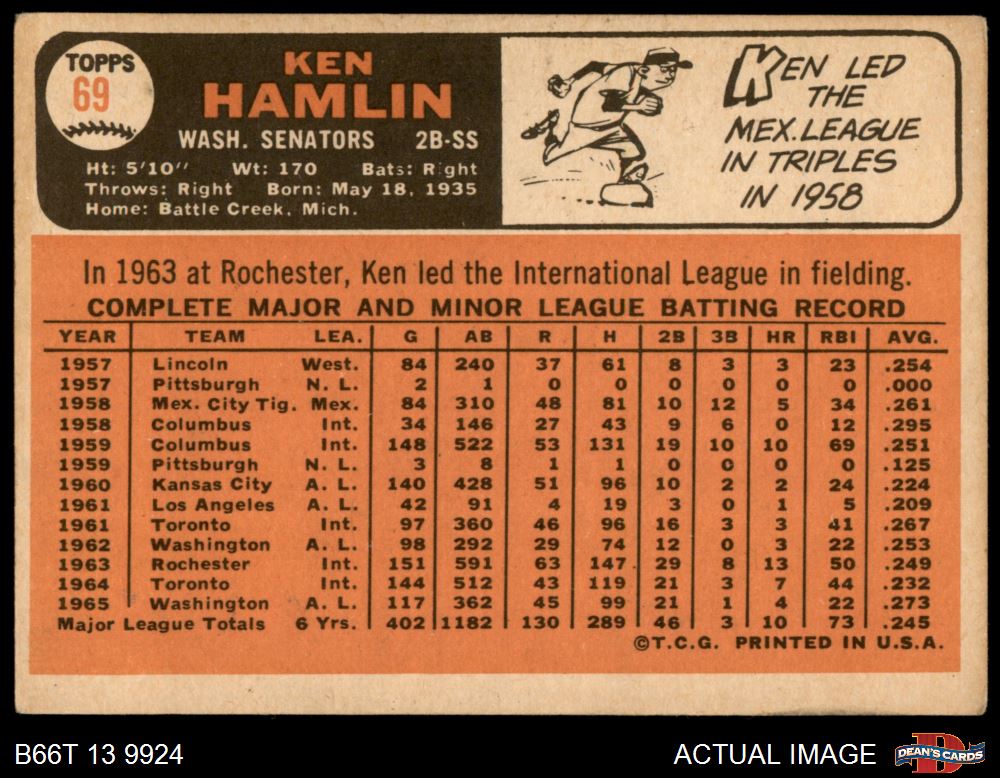 TOPPS
69
KEN
HAMLIN
WASH. SENATORS 2B-SS
Ht: 5'10" Wt: 170 Bats: Right
Throws: Right Born: May 18, 1935
Home: Battle Creek, Mich.
KEN LED
THE
MEX. LEAGUE
IN TRIPLES
IN 1958
In 1963 at Rochester, Ken led the International League in fielding.
COMPLETE MAJOR AND MINOR LEAGUE BATTING RECORD
YEAR TEAM LEA. G AB R H 2B 3B HR RBI AVG.
1957 Lincoln West. 84 240 37 61 8 3 3 23 .254
1957 Pittsburgh N. L. 2 1 0 0 0 0 0 0 .000
1958 Mex. City Tig. Mex. 84 310 48 81 10 12 5 34 .261
1958 Columbus Int. 34 146 27 43 9 6 0 12 .295
1959 Columbus Int. 148 522 53 131 19 10 10 69 .251
1959 Pittsburgh N. L. 3 8 1 1 0 0 0 0 .125
1960 Kansas City A. L. 140 428 51 96 10 2 2 24 .224
1961 Los Angeles A. L. 42 91 4 19 3 0 1 5 .209
1961 Toronto Int. 97 360 46 96 16 3 3 41 .267
1962 Washington A. L. 98 292 29 74 12 0 3 22 .253
1963 Rochester Int. 151 591 63 147 29 8 13 50 .249
1964 Toronto Int. 144 512 43 119 21 3 7 44 .232
1965 Washington A. L. 117 362 45 99 21 1 4 22 .273
Major League Totals 6 Yrs. 402 1182 130 289 46 3 10 73 .245
©T.C.G. PRINTED IN U.S.A.
B66T 13 9924
ACTUAL IMAGE
D
DEAN'S CARDS